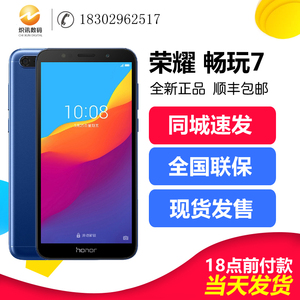 炽讯数码
18302962517
荣耀 畅玩7
全新正品 顺丰包邮
同城速发
全国联保
现货发售
10:08
honor
18点前付款
当天发货